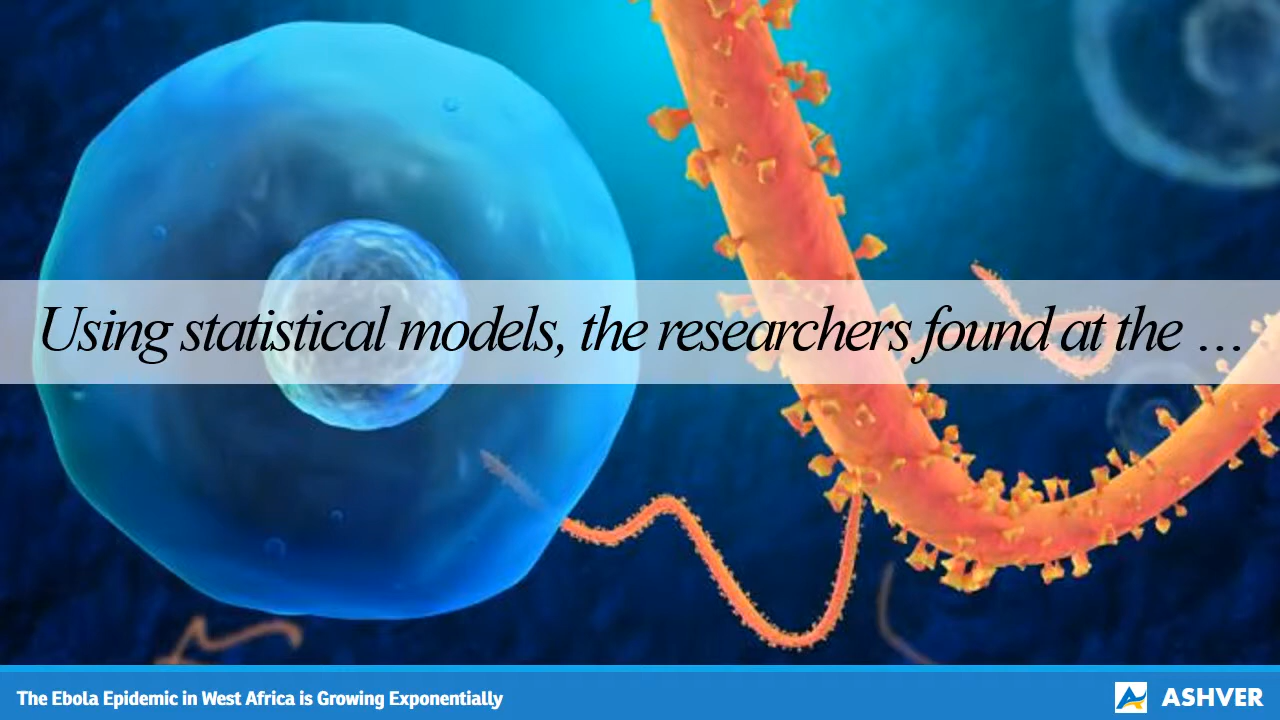 Using statistical models, the researchers found at the …
The Ebola Epidemic in West Africa is Growing Exponentially
ASHVER